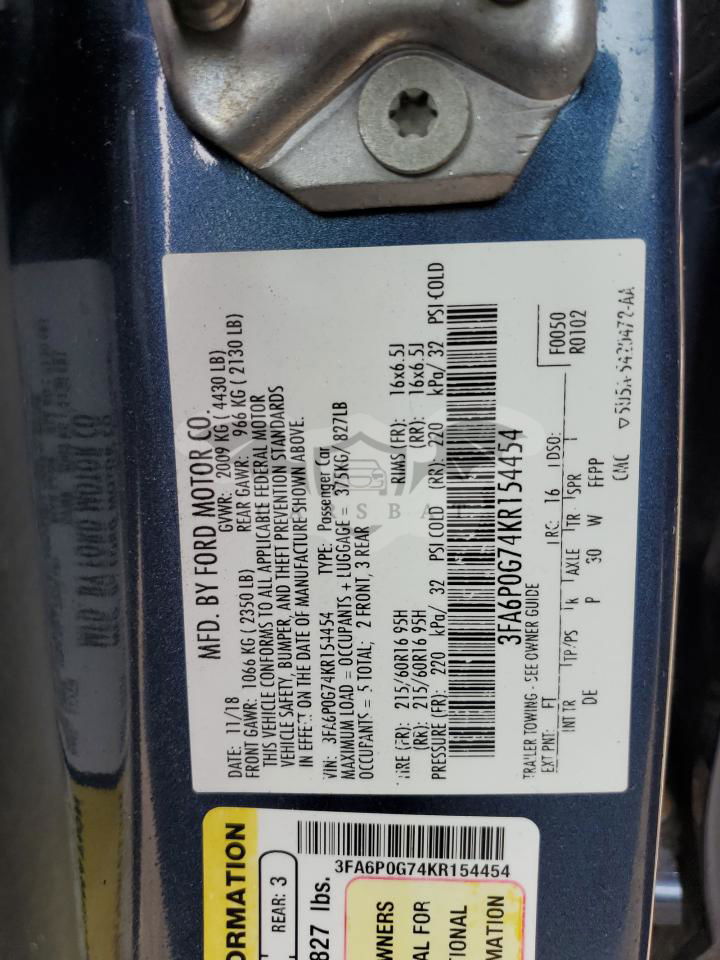 MFD. BY FORD MOTOR CO.
DATE: 11/18 GVWR: 2009 KG ( 4430 LB)
FRONT GAWR: 1066 KG ( 2350 LB) REAR GAWR: 966 KG ( 2130 LB)
THIS VEHICLE CONFORMS TO ALL APPLICABLE FEDERAL MOTOR
VEHICLE SAFETY, BUMPER, AND THEFT PREVENTION STANDARDS
IN EFFECT ON THE DATE OF MANUFACTURE SHOWN ABOVE.
VIN: 3FA6P0G74KR154454 TYPE: Passenger Car
MAXIMUM LOAD = OCCUPANTS + LUGGAGE = 375KG/ 827LB
OCCUPANTS = 5 TOTAL; 2 FRONT, 3 REAR
TIRE (FR): 215/60R16 95H RIMS (FR): 16x6.5J
(RR): 215/60R16 95H (RR): 16x6.5J
PRESSURE (FR): 220 kPa/ 32 PSI COLD (RR) 220 kPa/ 32 PSI-COLD
3FA6P0G74KR154454
TRAILER TOWING - SEE OWNER GUIDE
EXT PNT: FT RC: 16 DSO: F0050
R0102
INT TR TP/PS R AXLE TR SPR
DE P 30 W FFPP
CMC
3FA6P0G74KR154454
ORMATION
REAR: 3
827 lbs.
WNERS
AL FOR
TIONAL
MATION